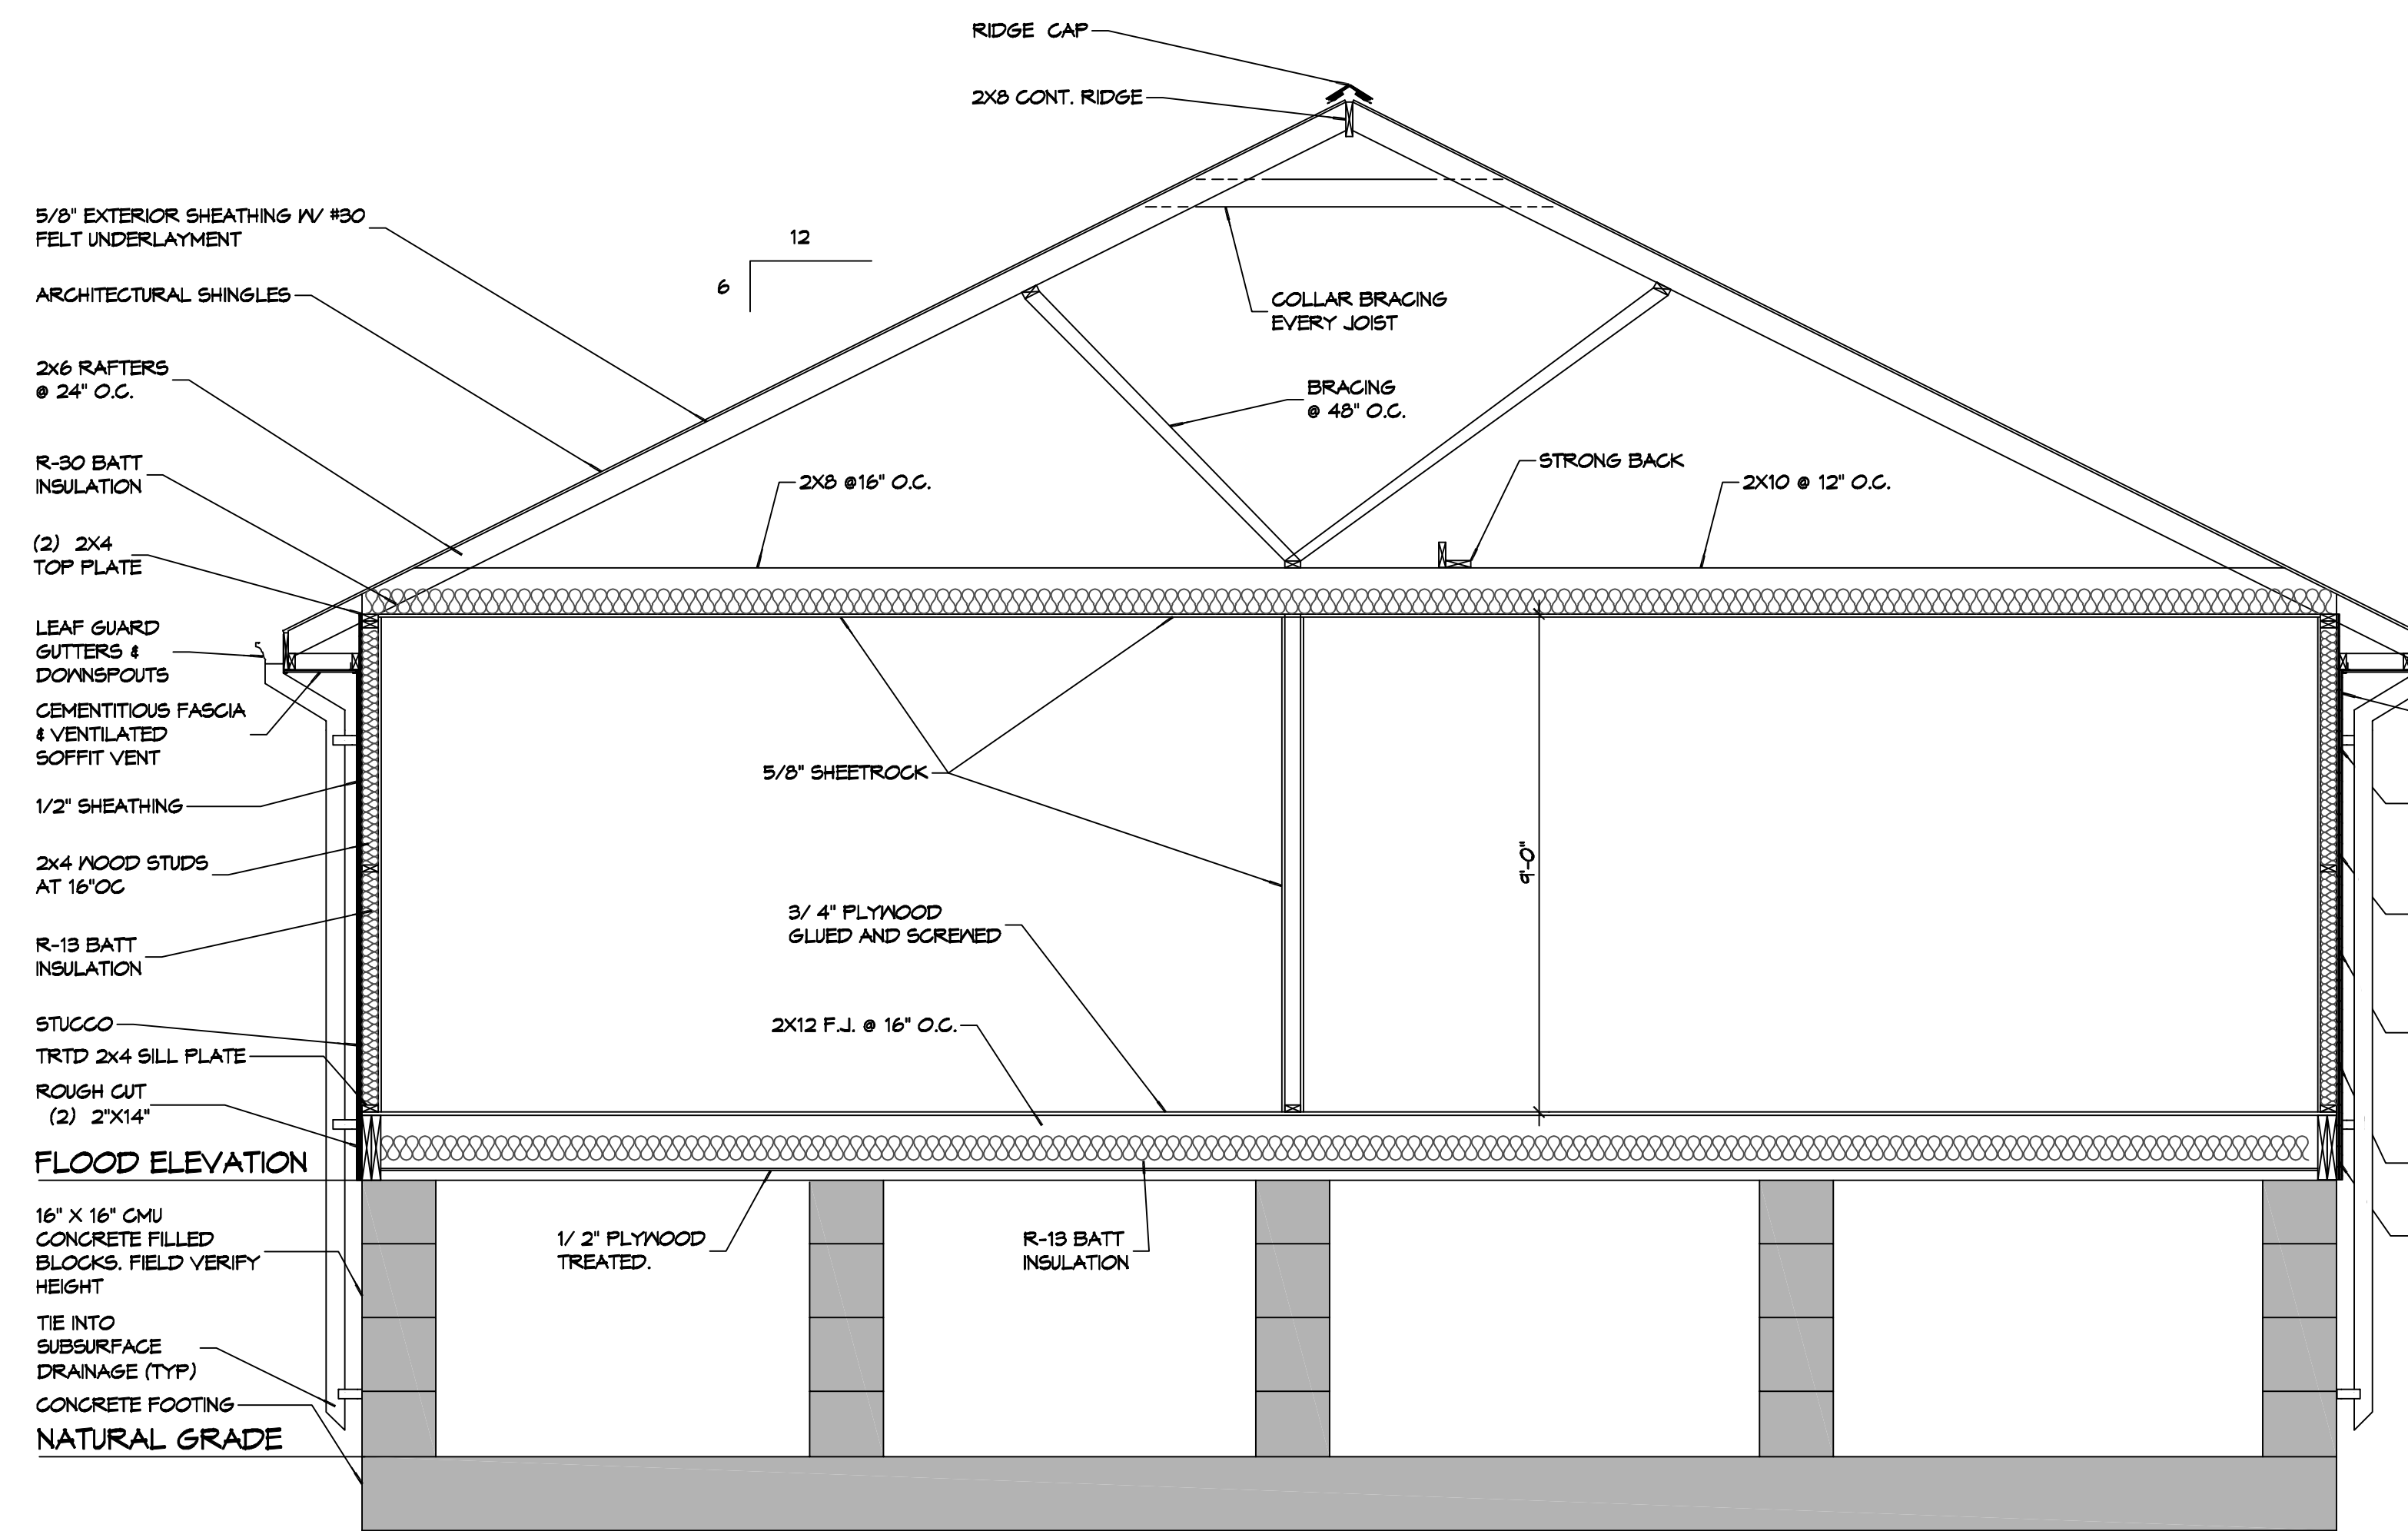 RIDGE CAP
2X8 CONT. RIDGE
5/8" EXTERIOR SHEATHING W/ #30
FELT UNDERLAYMENT
12
6
ARCHITECTURAL SHINGLES
COLLAR BRACING
EVERY JOIST
2x6 RAFTERS
@ 24" O.C.
BRACING
@ 48" O.C.
R-30 BATT
INSULATION
2X8 @16" O.C.
STRONG BACK
2X10 @ 12" O.C.
(2) 2X4
TOP PLATE
LEAF GUARD
GUTTERS &
DOWNSPOUTS
CEMENTITIOUS FASCIA
& VENTILATED
SOFFIT VENT
5/8" SHEETROCK
1/2" SHEATHING
2x4 WOOD STUDS
AT 16"OC
9'-0"
3/ 4" PLYWOOD
GLUED AND SCREWED
R-13 BATT
INSULATION
STUCCO
2X12 F.J. @ 16" O.C.
TRTD 2x4 SILL PLATE
ROUGH CUT
(2) 2"X14"
FLOOD ELEVATION
16" X 16" CMU
CONCRETE FILLED
BLOCKS. FIELD VERIFY
HEIGHT
1/ 2" PLYWOOD
TREATED.
R-13 BATT
INSULATION
TIE INTO
SUBSURFACE
DRAINAGE (TYP)
CONCRETE FOOTING
NATURAL GRADE